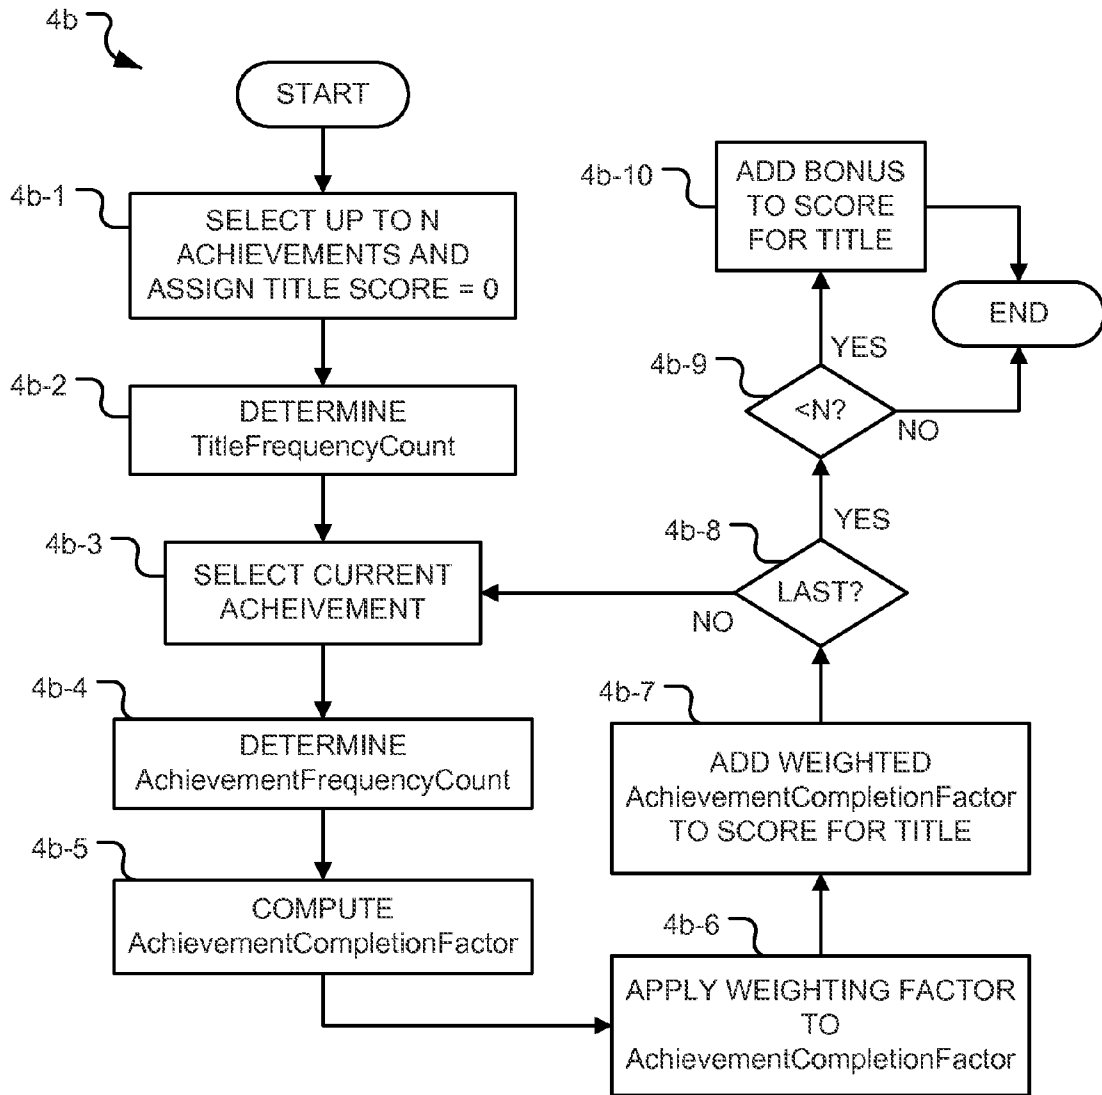 4b
START
4b-1
SELECT UP TO N
ACHIEVEMENTS AND
ASSIGN TITLE SCORE = 0
4b-2
DETERMINE
TitleFrequencyCount
4b-3
SELECT CURRENT
ACHEIVEMENT
4b-4
DETERMINE
AchievementFrequencyCount
4b-5
COMPUTE
AchievementCompletionFactor
4b-6
APPLY WEIGHTING FACTOR
TO
AchievementCompletionFactor
4b-7
ADD WEIGHTED
AchievementCompletionFactor
TO SCORE FOR TITLE
4b-8
LAST?
NO
YES
4b-9
<N?
NO
YES
4b-10
ADD BONUS
TO SCORE
FOR TITLE
END